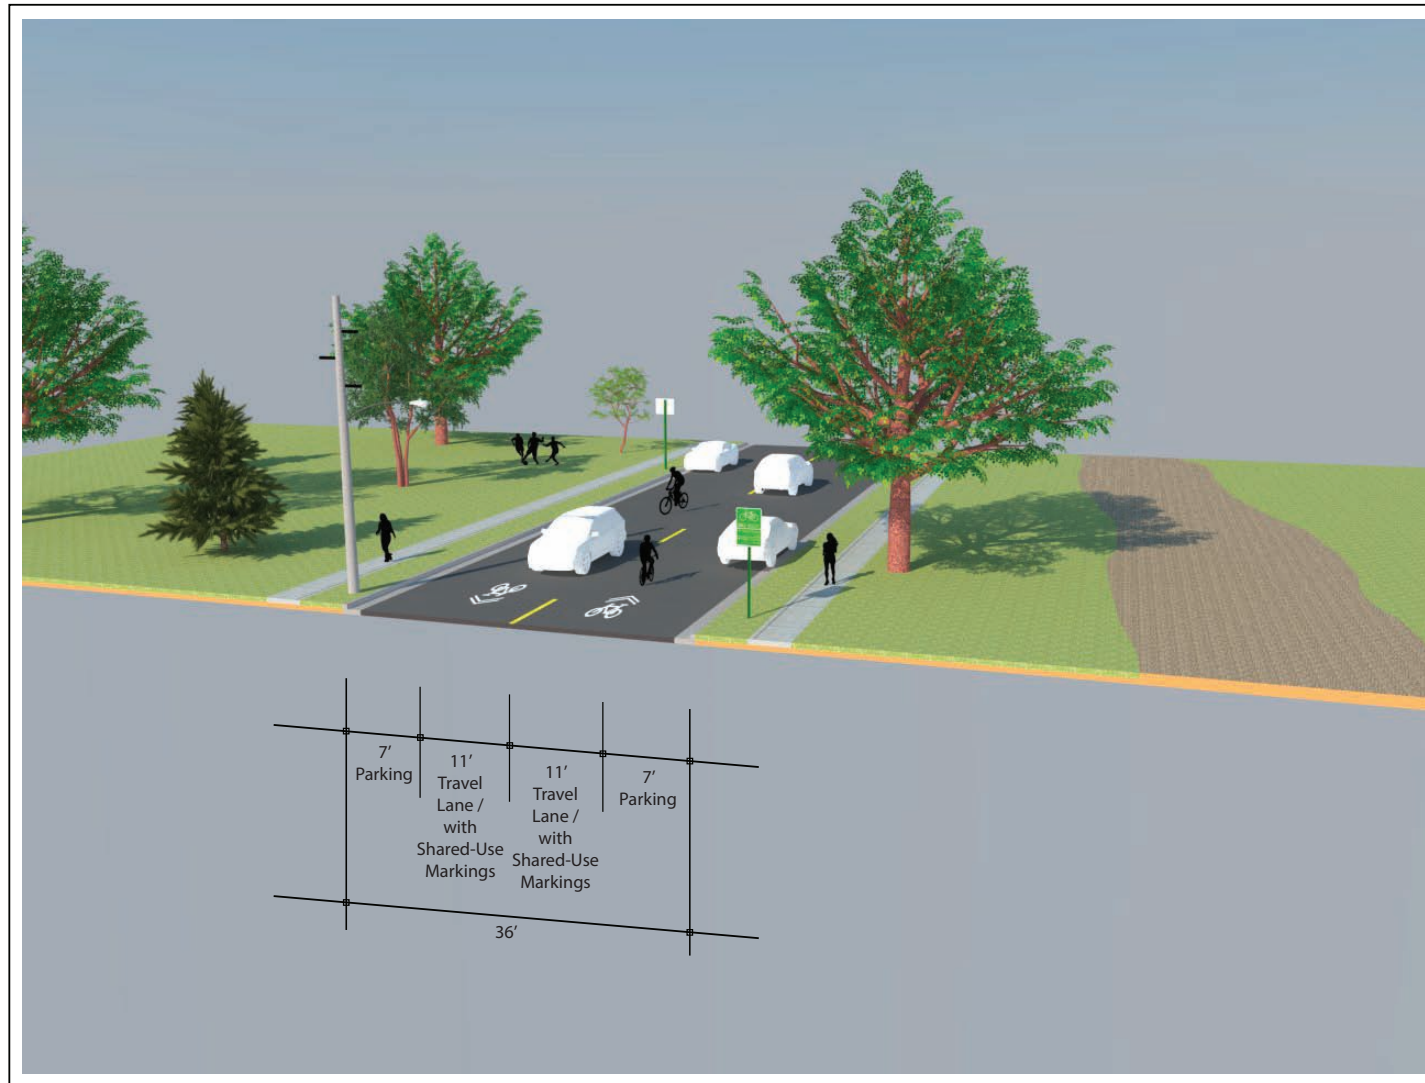 7’
Parking
11’
Travel
Lane /
with
Shared-Use
Markings
11’
Travel
Lane /
with
Shared-Use
Markings
7’
Parking
36’